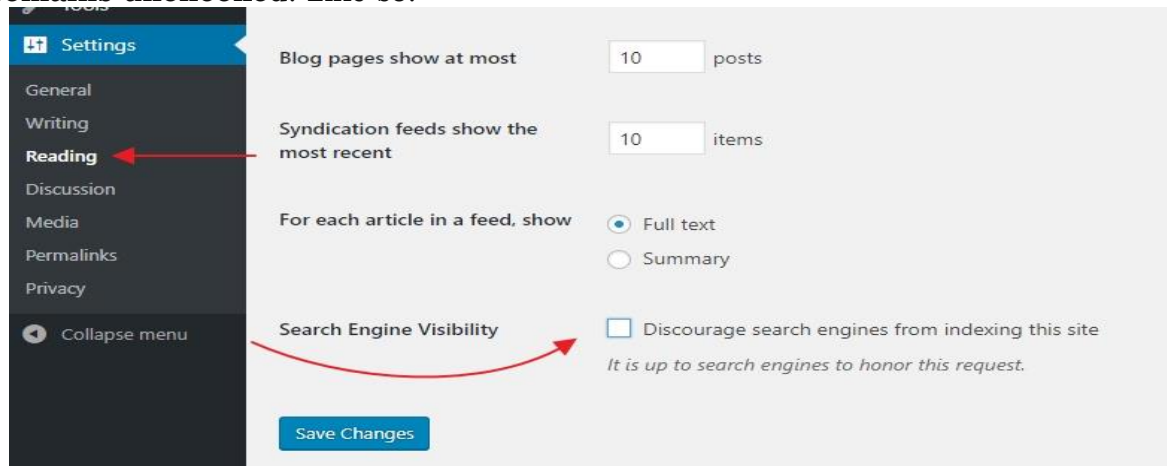 Settings
General
Writing
Reading
Discussion
Media
Permalinks
Privacy
Collapse menu
Blog pages show at most 10 posts
Syndication feeds show the
most recent 10 items
For each article in a feed, show Full text
Summary
Search Engine Visibility Discourage search engines from indexing this site
It is up to search engines to honor this request.
Save Changes